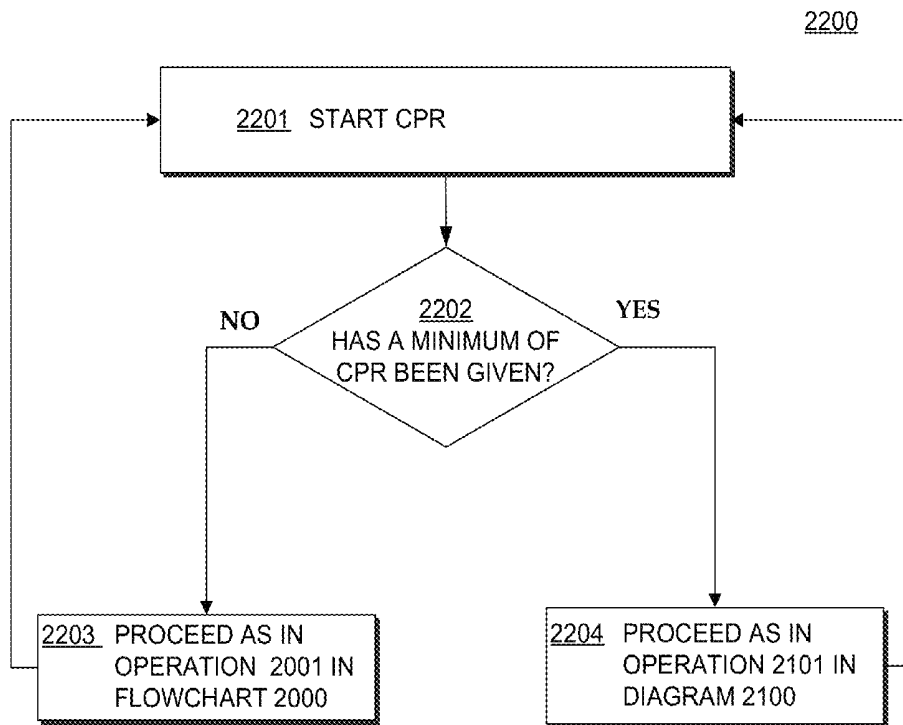 2200
2201 START CPR
2202
HAS A MINIMUM OF
CPR BEEN GIVEN?
NO
YES
2203 PROCEED AS IN
OPERATION 2001 IN
FLOWCHART 2000
2204 PROCEED AS IN
OPERATION 2101 IN
DIAGRAM 2100